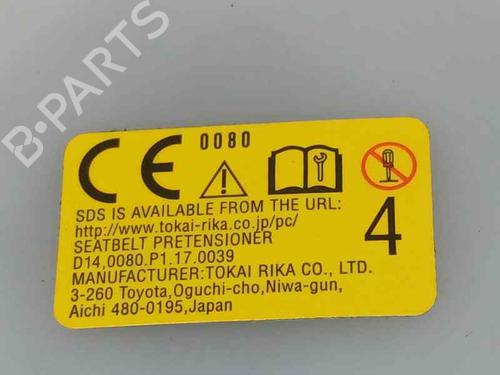 B-PARTS
CE 0080
SDS IS AVAILABLE FROM THE URL:
http://www.tokai-rika.co.jp/pc/
SEATBELT PRETENSIONER
D14,0080.P1.17.0039
MANUFACTURER:TOKAI RIKA CO., LTD.
3-260 Toyota,Oguchi-cho,Niwa-gun,
Aichi 480-0195,Japan
4